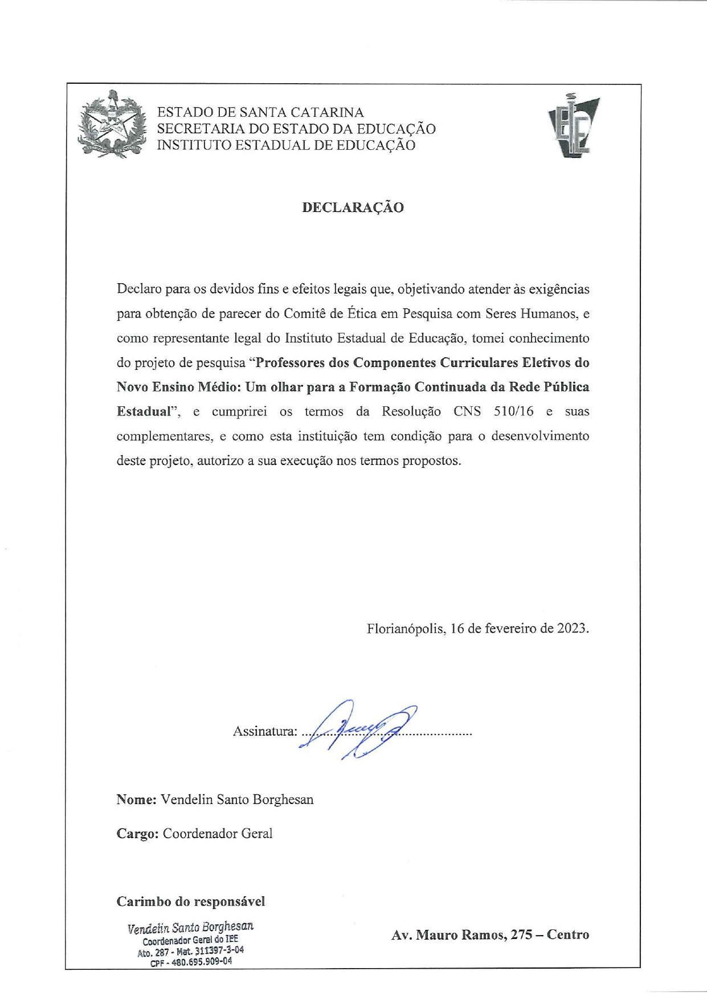 ESTADO DE SANTA CATARINA
SECRETARIA DO ESTADO DA EDUCAÇÃO
INSTITUTO ESTADUAL DE EDUCAÇÃO
IEE
DECLARAÇÃO
Declaro para os devidos fins e efeitos legais que, objetivando atender às exigências
para obtenção de parecer do Comitê de Ética em Pesquisa com Seres Humanos, e
como representante legal do Instituto Estadual de Educação, tomei conhecimento
do projeto de pesquisa “Professores dos Componentes Curriculares Eletivos do
Novo Ensino Médio: Um olhar para a Formação Continuada da Rede Pública
Estadual”, e cumprirei os termos da Resolução CNS 510/16 e suas
complementares, e como esta instituição tem condição para o desenvolvimento
deste projeto, autorizo a sua execução nos termos propostos.
Florianópolis, 16 de fevereiro de 2023.
Assinatura: ........................................
Nome: Vendelin Santo Borghesan
Cargo: Coordenador Geral
Carimbo do responsável
Vendelin Santo Borghesan
Coordenador Geral do IEE
Ato. 287 - Mat. 311397-3-04
CPF - 480.695.909-04
Av. Mauro Ramos, 275 – Centro